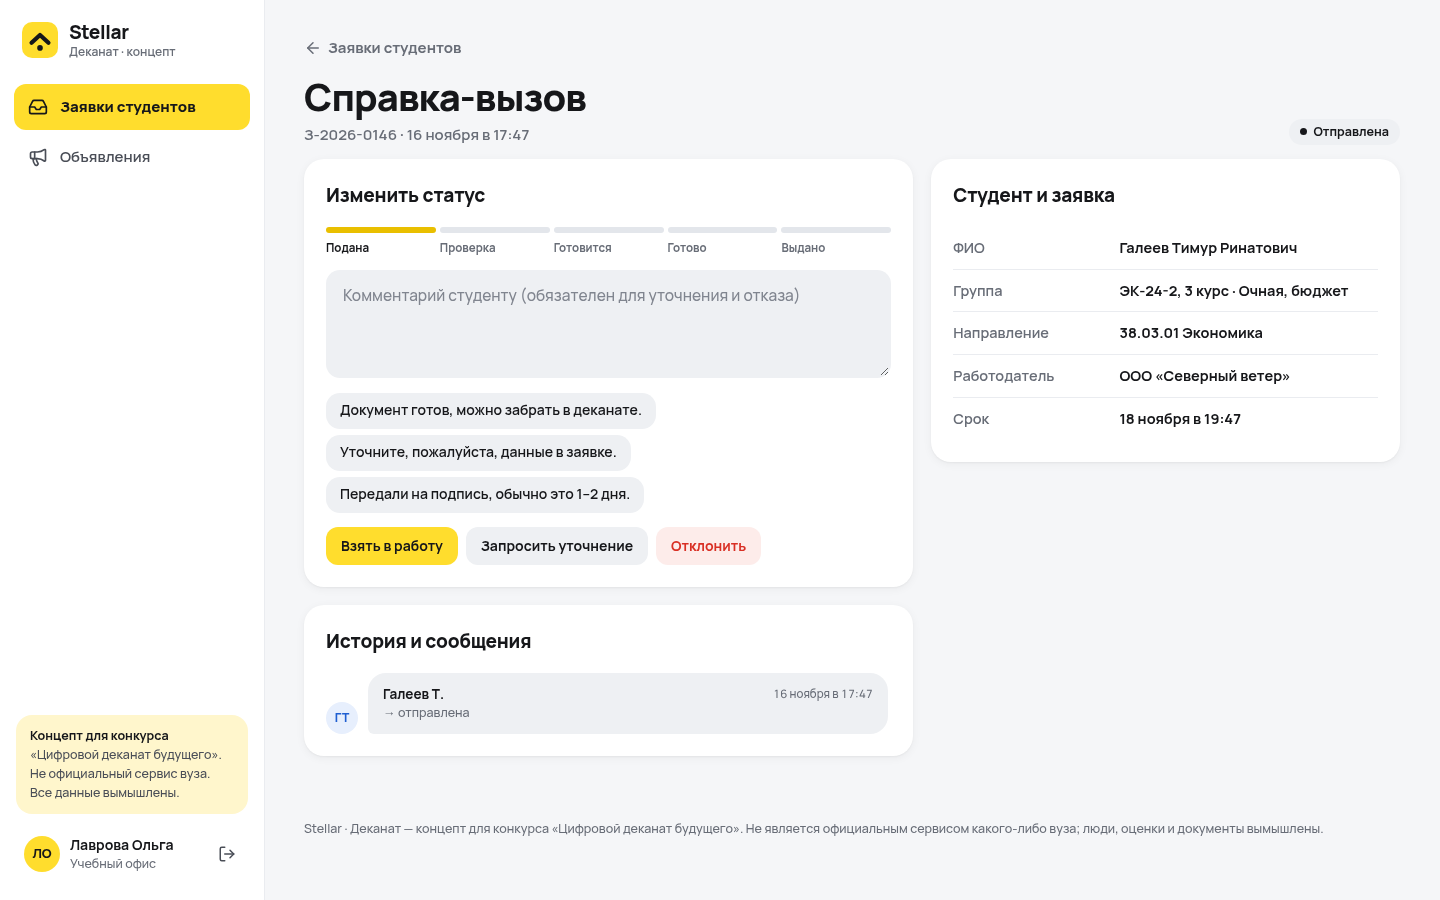 Stellar
Деканат · концепт
Заявки студентов
Объявления
Концепт для конкурса
«Цифровой деканат будущего».
Не официальный сервис вуза.
Все данные вымышлены.
ЛО
Лаврова Ольга
Учебный офис
← Заявки студентов
Справка-вызов
З-2026-0146 · 16 ноября в 17:47
Отправлена
Изменить статус
Подана Проверка Готовится Готово Выдано
Комментарий студенту (обязателен для уточнения и отказа)
Документ готов, можно забрать в деканате.
Уточните, пожалуйста, данные в заявке.
Передали на подпись, обычно это 1–2 дня.
Взять в работу Запросить уточнение Отклонить
История и сообщения
ГТ
Галеев Т. 16 ноября в 17:47
→ отправлена
Студент и заявка
ФИО Галеев Тимур Ринатович
Группа ЭК-24-2, 3 курс · Очная, бюджет
Направление 38.03.01 Экономика
Работодатель ООО «Северный ветер»
Срок 18 ноября в 19:47
Stellar · Деканат — концепт для конкурса «Цифровой деканат будущего». Не является официальным сервисом какого-либо вуза; люди, оценки и документы вымышлены.